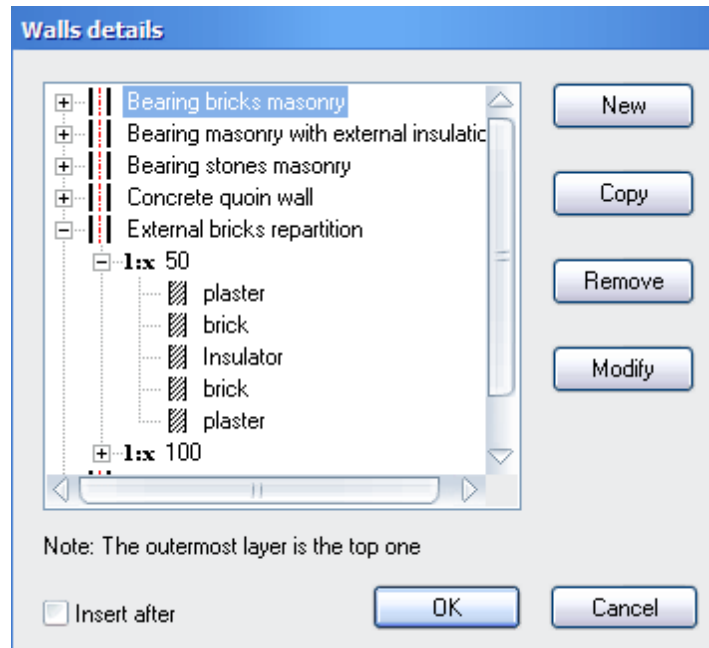 Walls details
Bearing bricks masonry
New
Bearing masonry with external insulatic
Bearing stones masonry
Copy
Concrete quoin wall
External bricks repartition
1:x 50
Remove
plaster
brick
Insulator
Modify
brick
plaster
1:x 100
Note: The outermost layer is the top one
Insert after
OK
Cancel